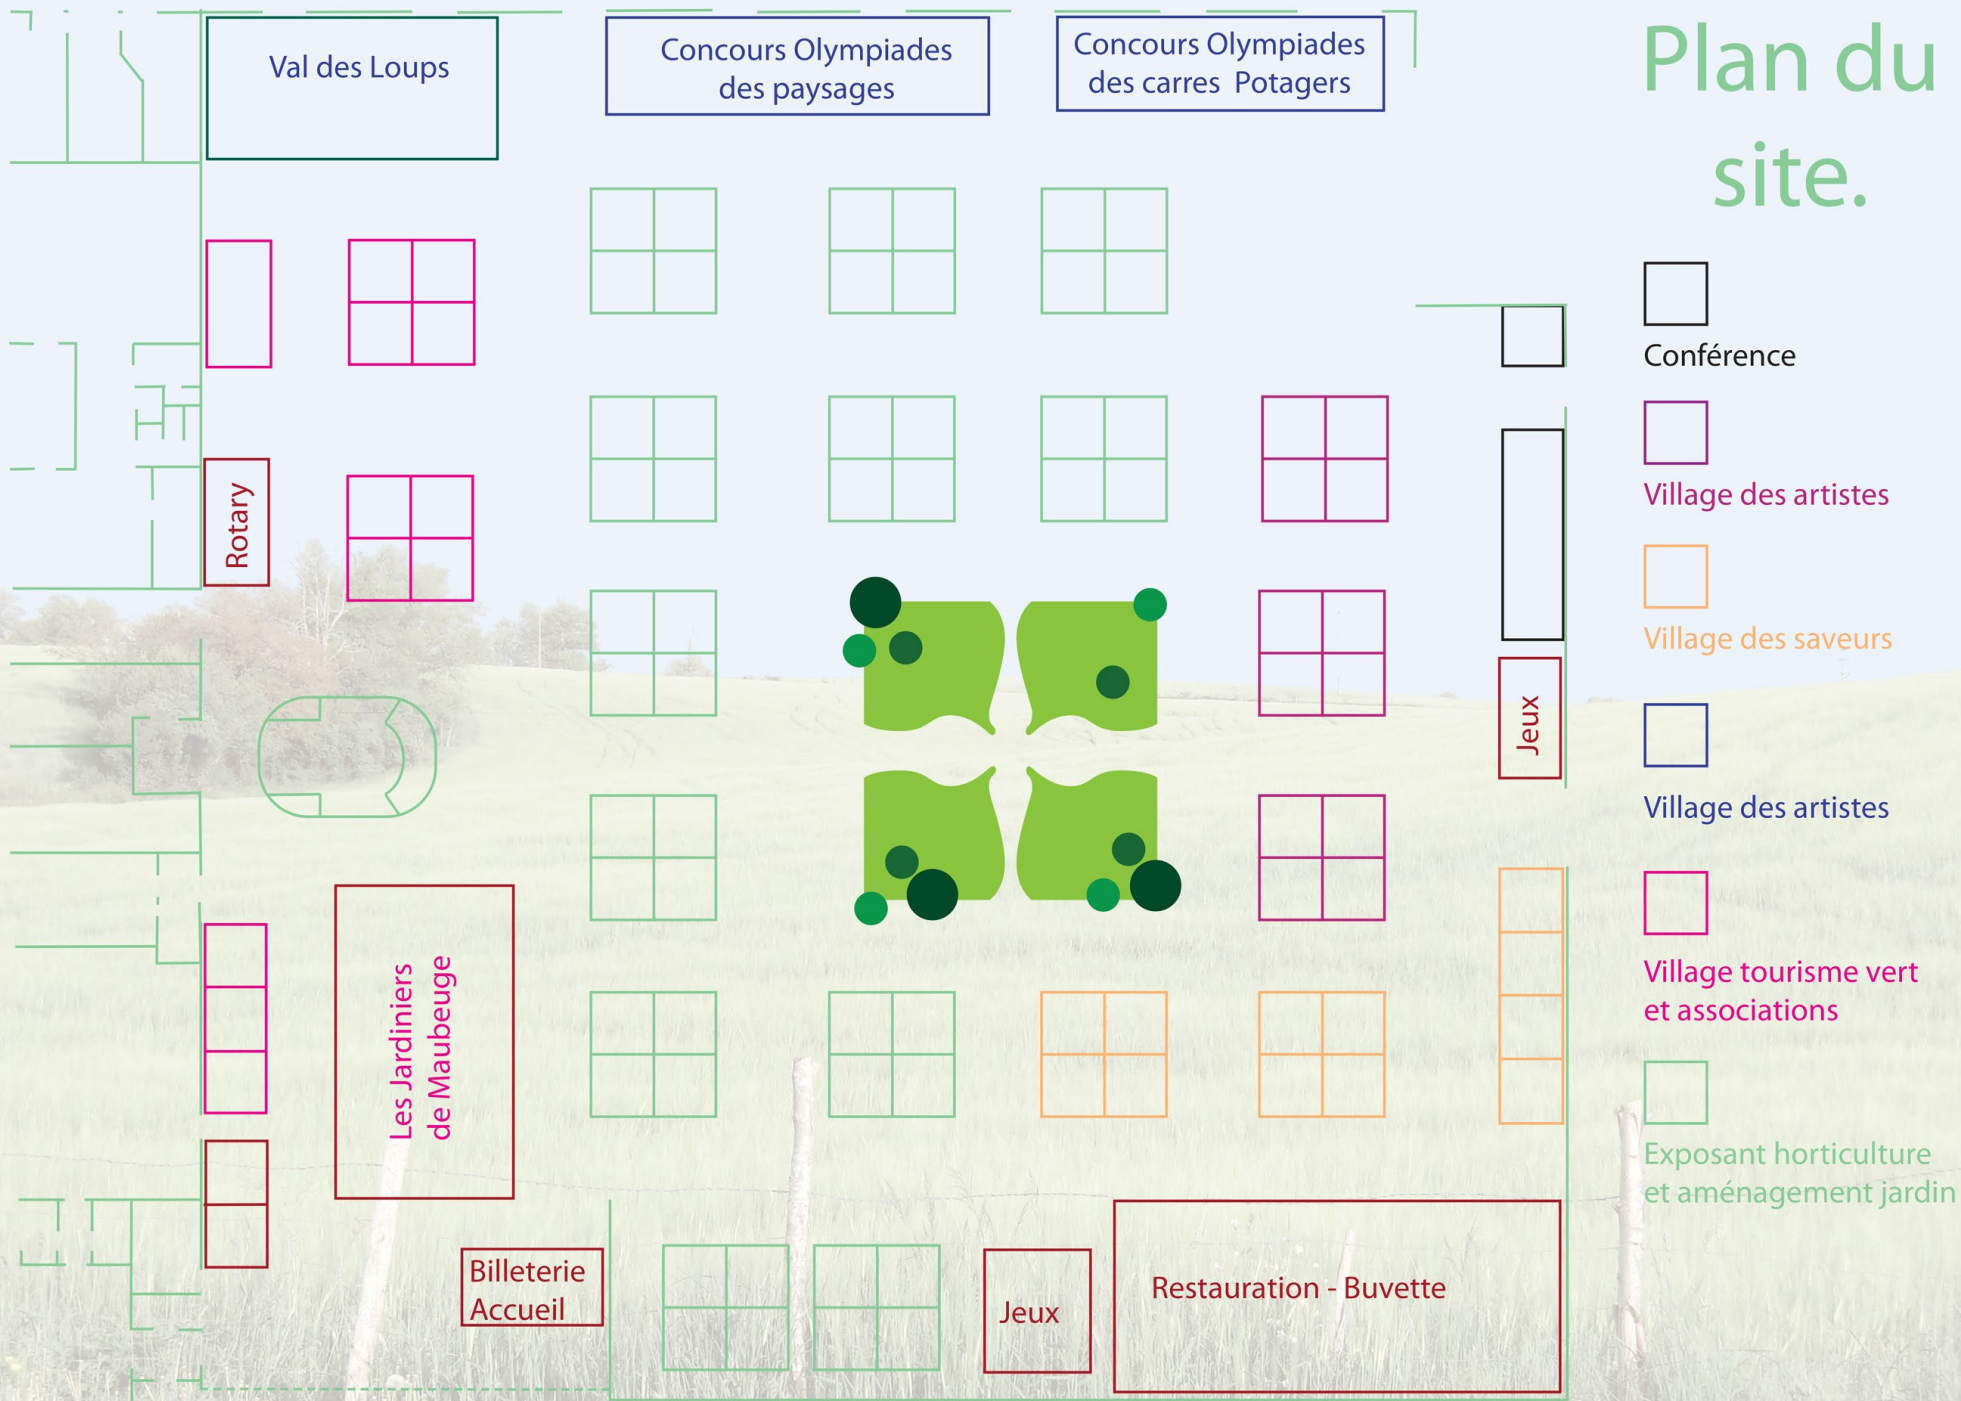 Plan du
site.
Val des Loups
Concours Olympiades
des paysages
Concours Olympiades
des carres Potagers
Conférence
Village des artistes
Village des saveurs
Village des artistes
Village tourisme vert
et associations
Exposant horticulture
et aménagement jardin
Rotary
Jeux
Les Jardiniers
de Maubeuge
Billeterie
Accueil
Jeux
Restauration - Buvette